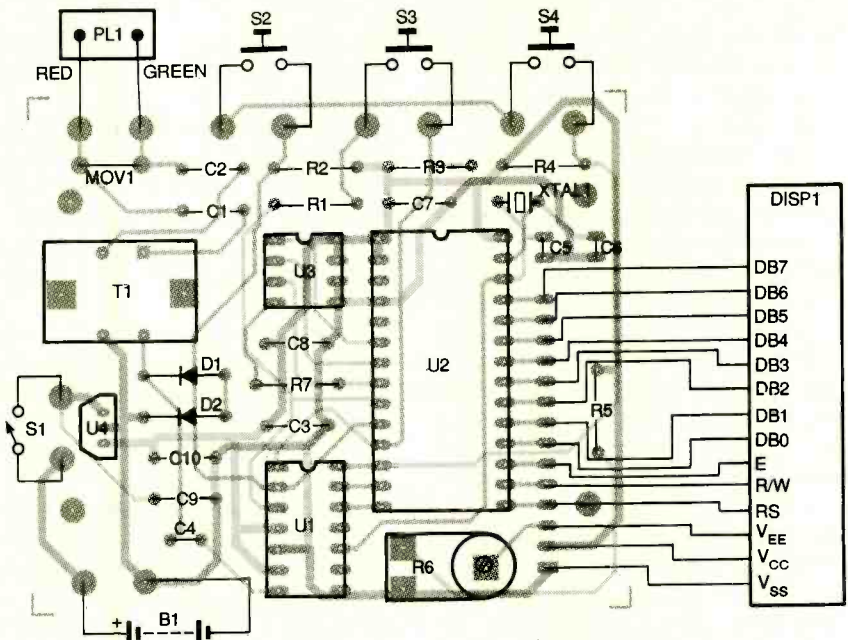 S2
S3
S4
PL1
RED
GREEN
MOV1
C2
R2
R3
R4
C1
R1
C7
XTAL1
DISP1
T1
U3
C5
C6
DB7
DB6
DB5
DB4
DB3
DB2
DB1
DB0
E
R/W
RS
VEE
VCC
VSS
C8
U2
D1
R7
D2
R5
S1
U4
C3
C10
C9
U1
C4
R6
+
B1